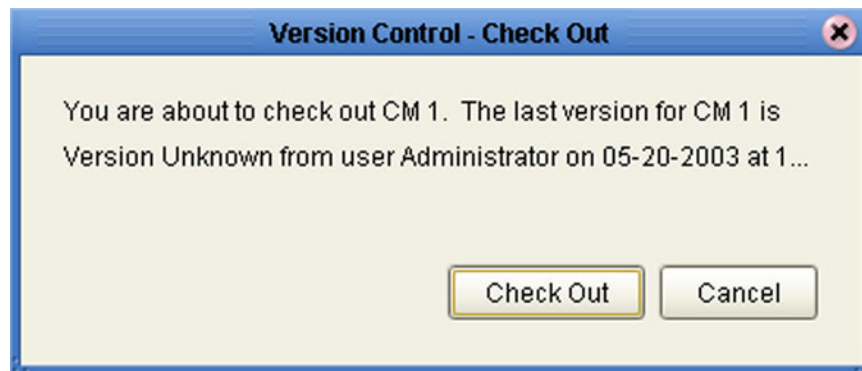 Version Control - Check Out
You are about to check out CM 1. The last version for CM 1 is
Version Unknown from user Administrator on 05-20-2003 at 1...
Check Out
Cancel